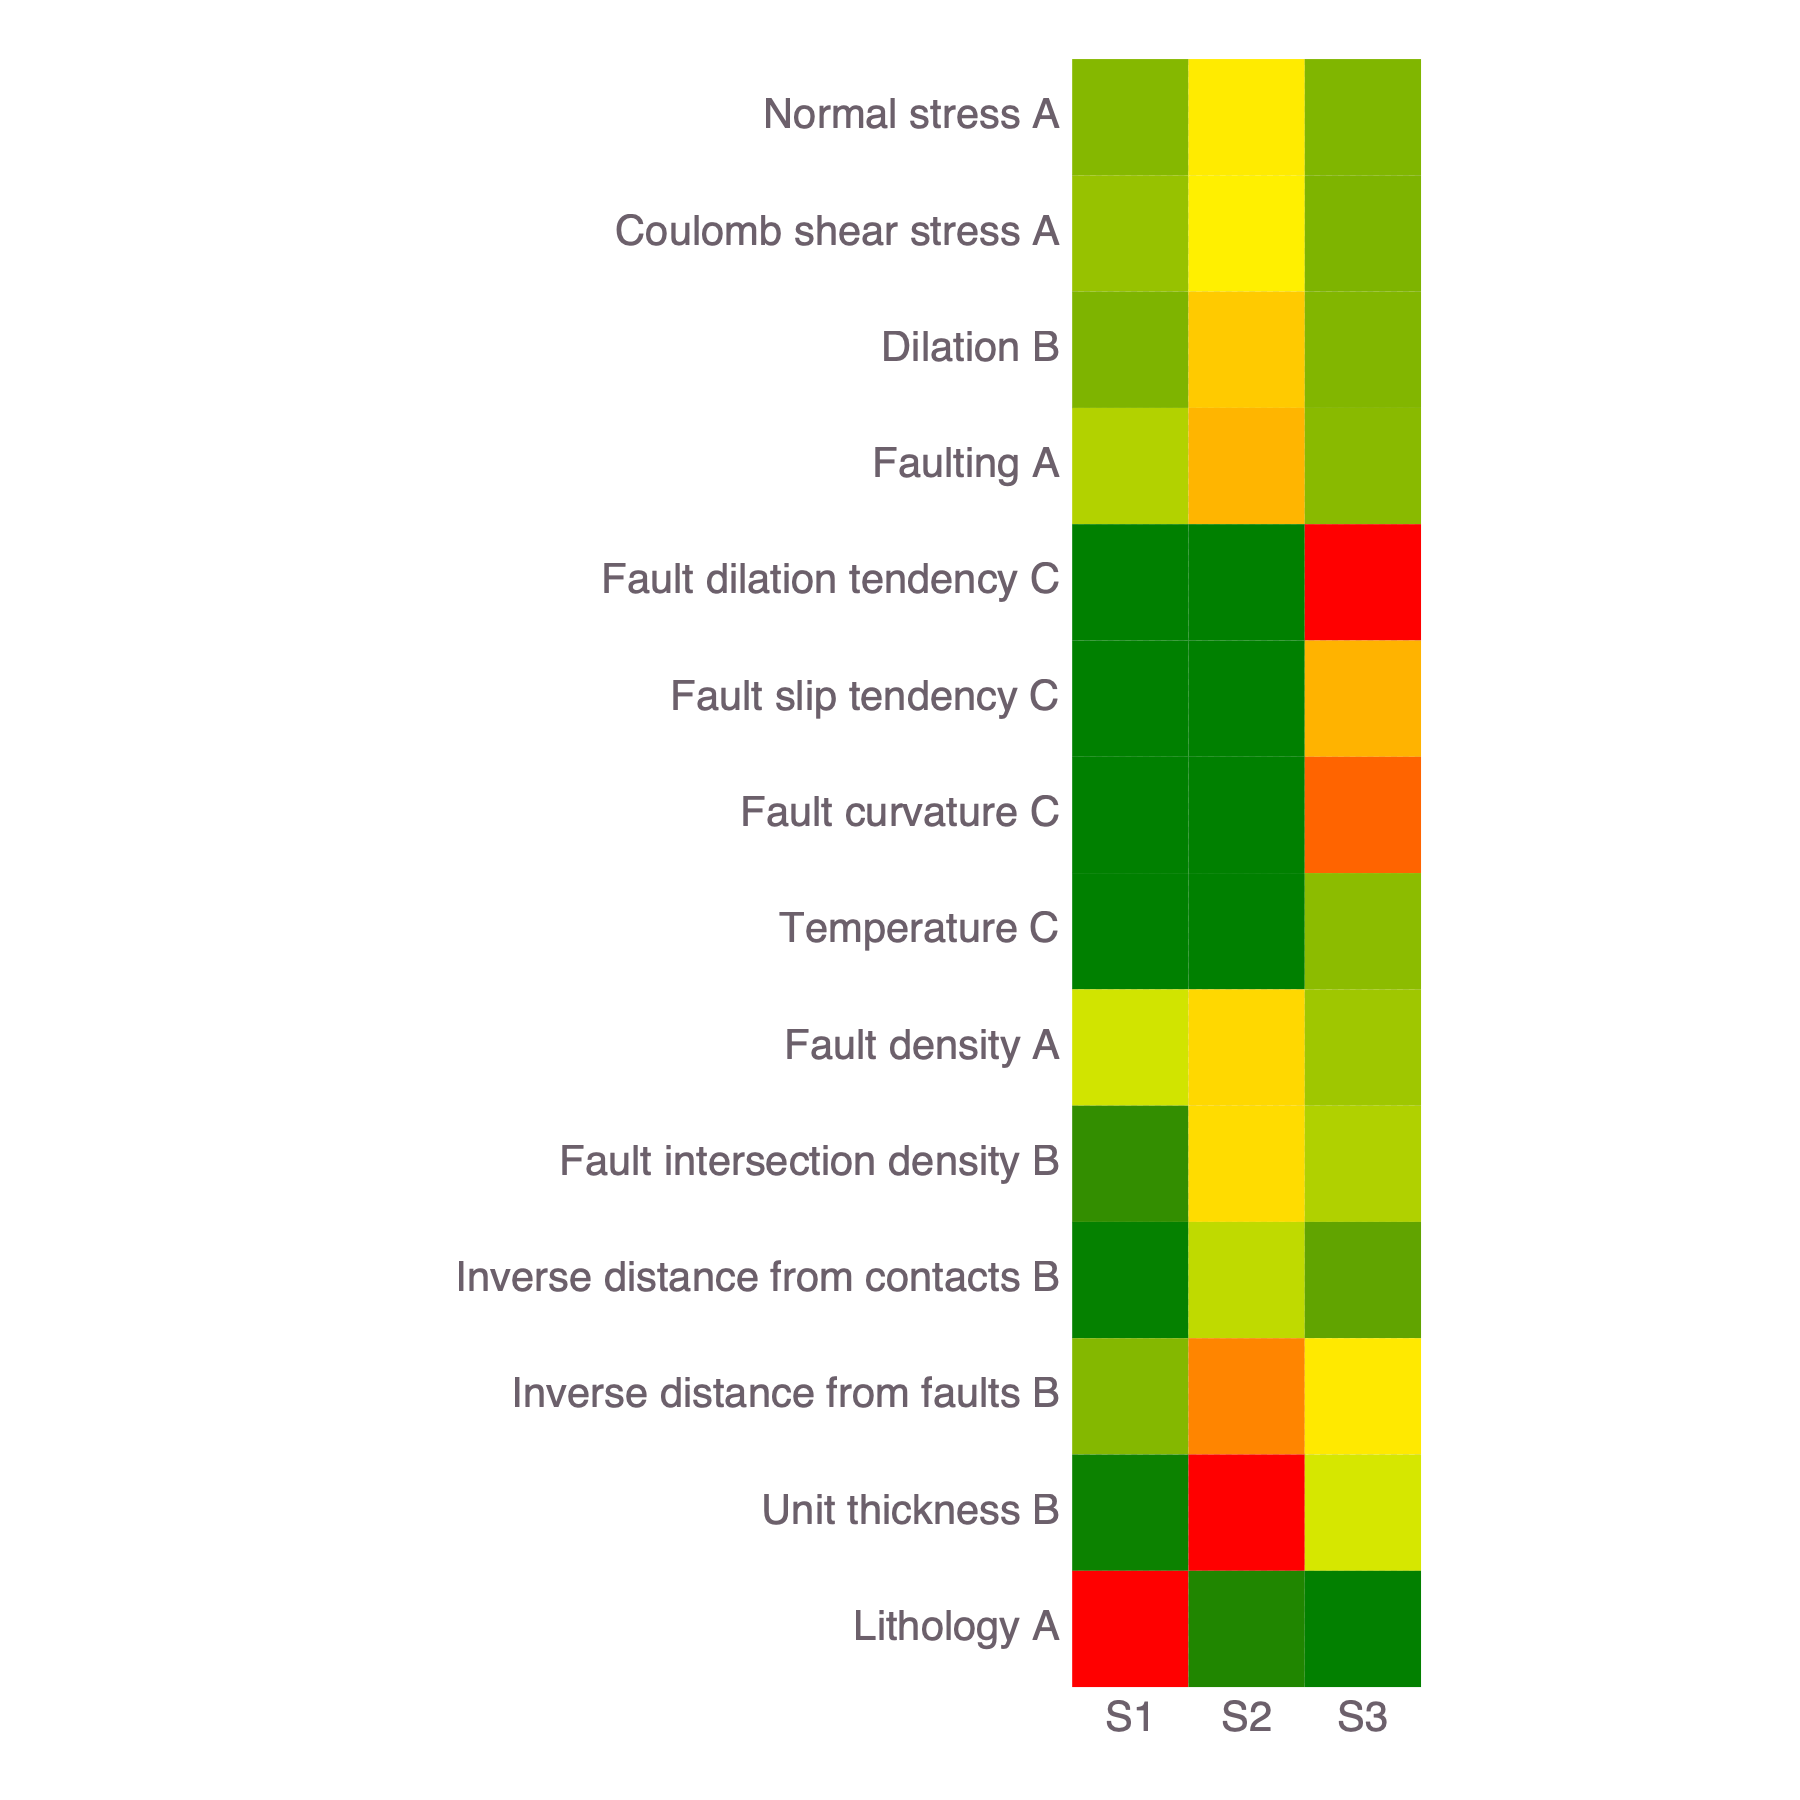 Normal stress A
Coulomb shear stress A
Dilation B
Faulting A
Fault dilation tendency C
Fault slip tendency C
Fault curvature C
Temperature C
Fault density A
Fault intersection density B
Inverse distance from contacts B
Inverse distance from faults B
Unit thickness B
Lithology A
S1 S2 S3